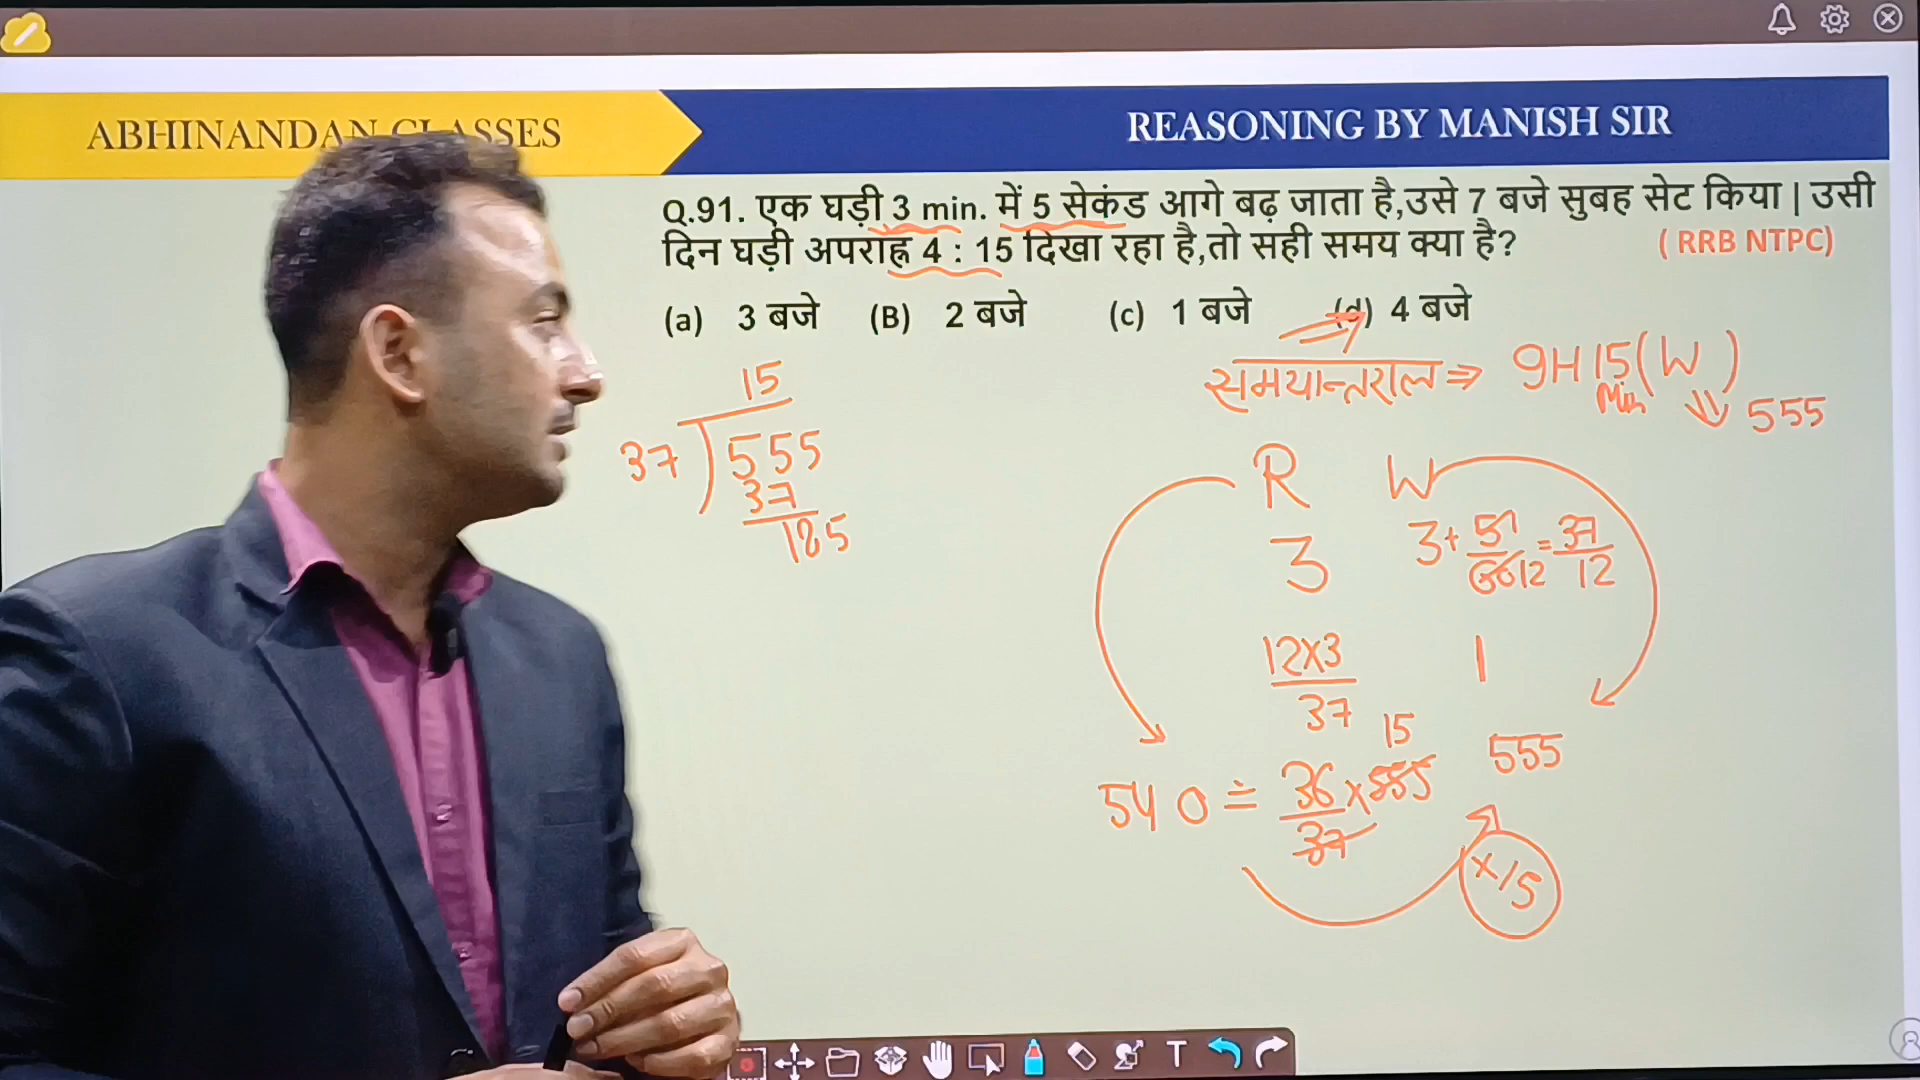 ABHINANDAN CLASSES
REASONING BY MANISH SIR
Q.91. एक घड़ी 3 min. में 5 सेकंड आगे बढ़ जाता है,उसे 7 बजे सुबह सेट किया | उसी
दिन घड़ी अपराह्न 4 : 15 दिखा रहा है,तो सही समय क्या है?
( RRB NTPC)
(a) 3 बजे (B) 2 बजे (c) 1 बजे (d) 4 बजे
समयान्तराल ⇒ 9H 15 (W)
Min
⇓ 555
15
37 ) 555
37
185
R W
3 3 + 5/60 12 = 37/12
12×3/37 1
15
540 = 36/37 × 555 555
x/5
T